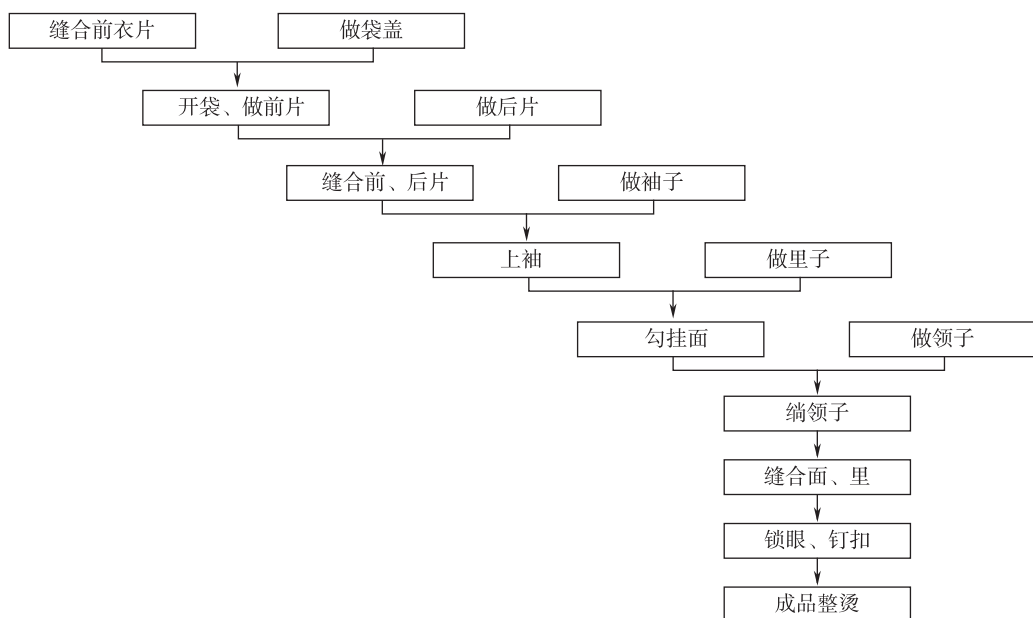 缝合前衣片
做袋盖
开袋、做前片
做后片
缝合前、后片
做袖子
上袖
做里子
勾挂面
做领子
绱领子
缝合面、里
锁眼、钉扣
成品整烫